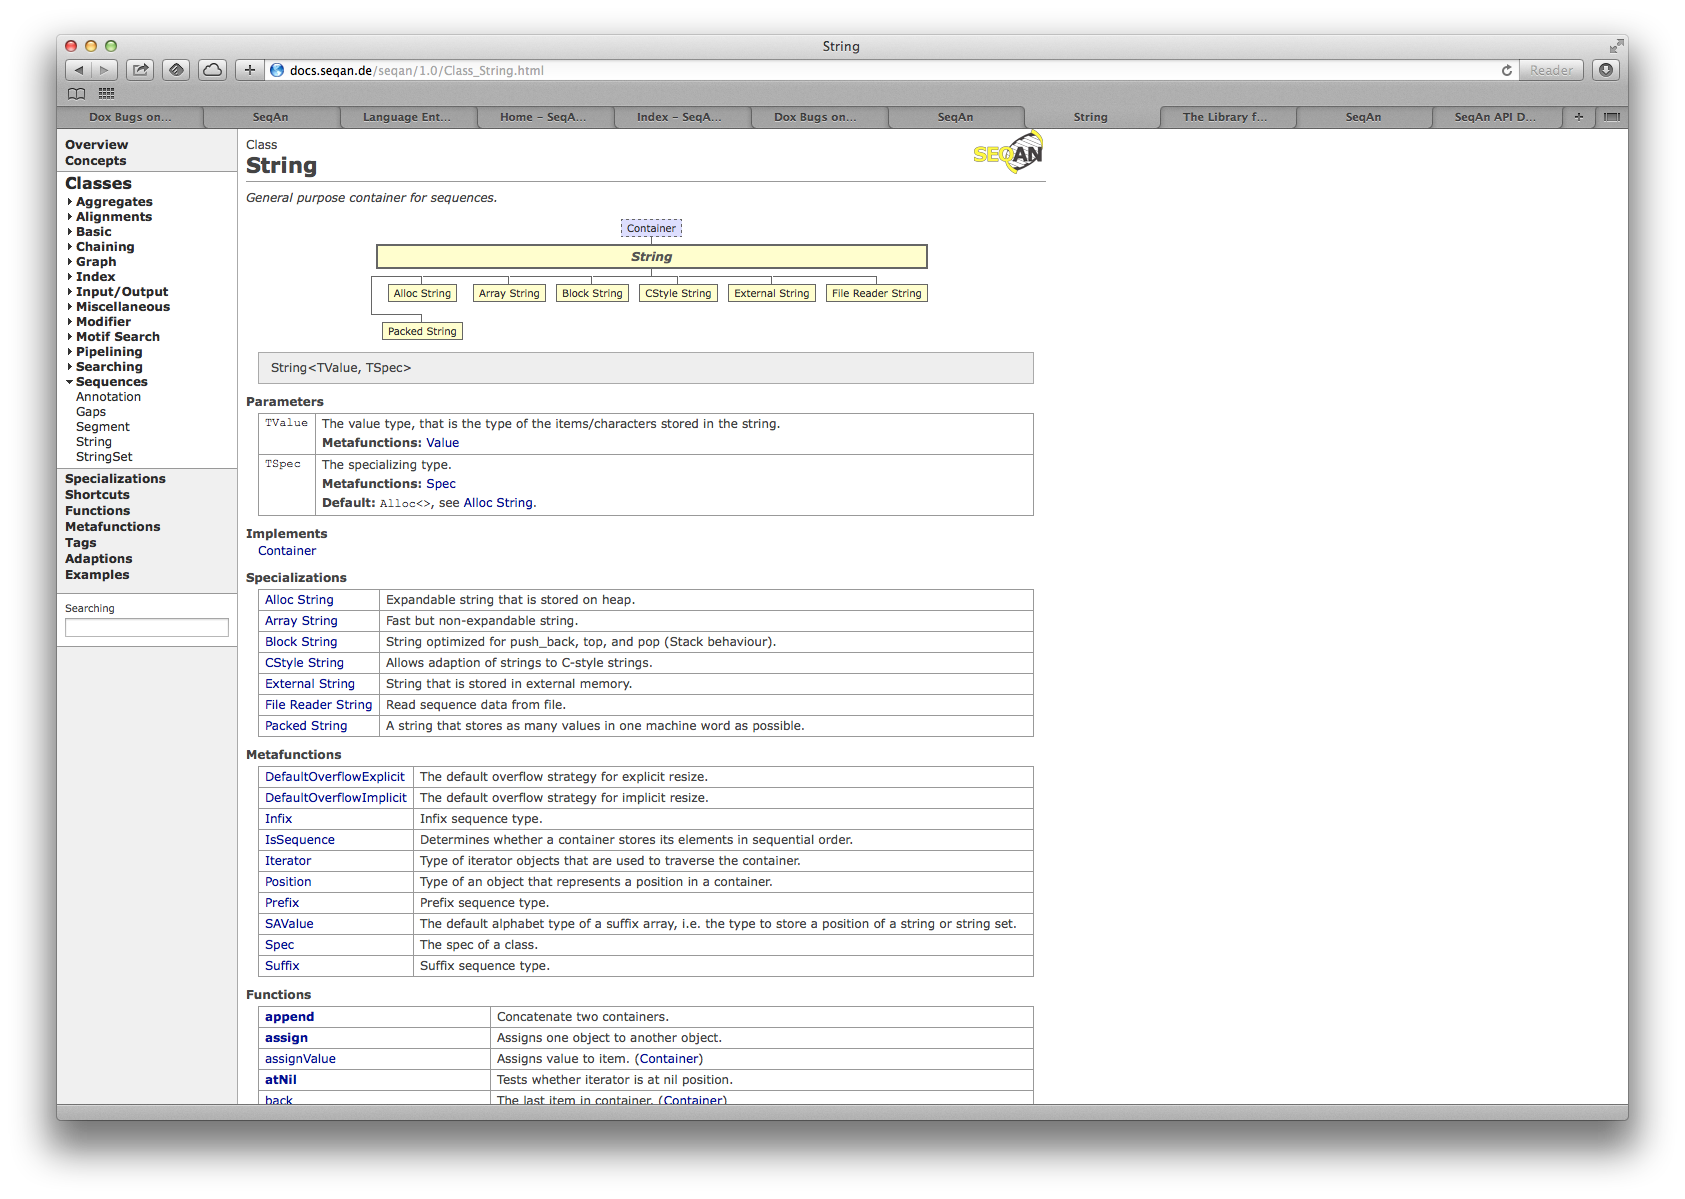 String
docs.seqan.de/seqan/1.0/Class_String.html
Reader
Dox Bugs on...
SeqAn
Language Ent...
Home – SeqA...
Index – SeqA...
Dox Bugs on...
SeqAn
String
The Library f...
SeqAn
SeqAn API D...
Overview
Concepts
Classes
Aggregates
Alignments
Basic
Chaining
Graph
Index
Input/Output
Miscellaneous
Modifier
Motif Search
Pipelining
Searching
Sequences
Annotation
Gaps
Segment
String
StringSet
Specializations
Shortcuts
Functions
Metafunctions
Tags
Adaptions
Examples
Searching
Class
String
SEQAN
General purpose container for sequences.
Container
String
Alloc String
Array String
Block String
CStyle String
External String
File Reader String
Packed String
String<TValue, TSpec>
Parameters
TValue The value type, that is the type of the items/characters stored in the string.
Metafunctions: Value
TSpec The specializing type.
Metafunctions: Spec
Default: Alloc<>, see Alloc String.
Implements
Container
Specializations
Alloc String Expandable string that is stored on heap.
Array String Fast but non-expandable string.
Block String String optimized for push_back, top, and pop (Stack behaviour).
CStyle String Allows adaption of strings to C-style strings.
External String String that is stored in external memory.
File Reader String Read sequence data from file.
Packed String A string that stores as many values in one machine word as possible.
Metafunctions
DefaultOverflowExplicit The default overflow strategy for explicit resize.
DefaultOverflowImplicit The default overflow strategy for implicit resize.
Infix Infix sequence type.
IsSequence Determines whether a container stores its elements in sequential order.
Iterator Type of iterator objects that are used to traverse the container.
Position Type of an object that represents a position in a container.
Prefix Prefix sequence type.
SAValue The default alphabet type of a suffix array, i.e. the type to store a position of a string or string set.
Spec The spec of a class.
Suffix Suffix sequence type.
Functions
append Concatenate two containers.
assign Assigns one object to another object.
assignValue Assigns value to item. (Container)
atNil Tests whether iterator is at nil position.
back The last item in container. (Container)